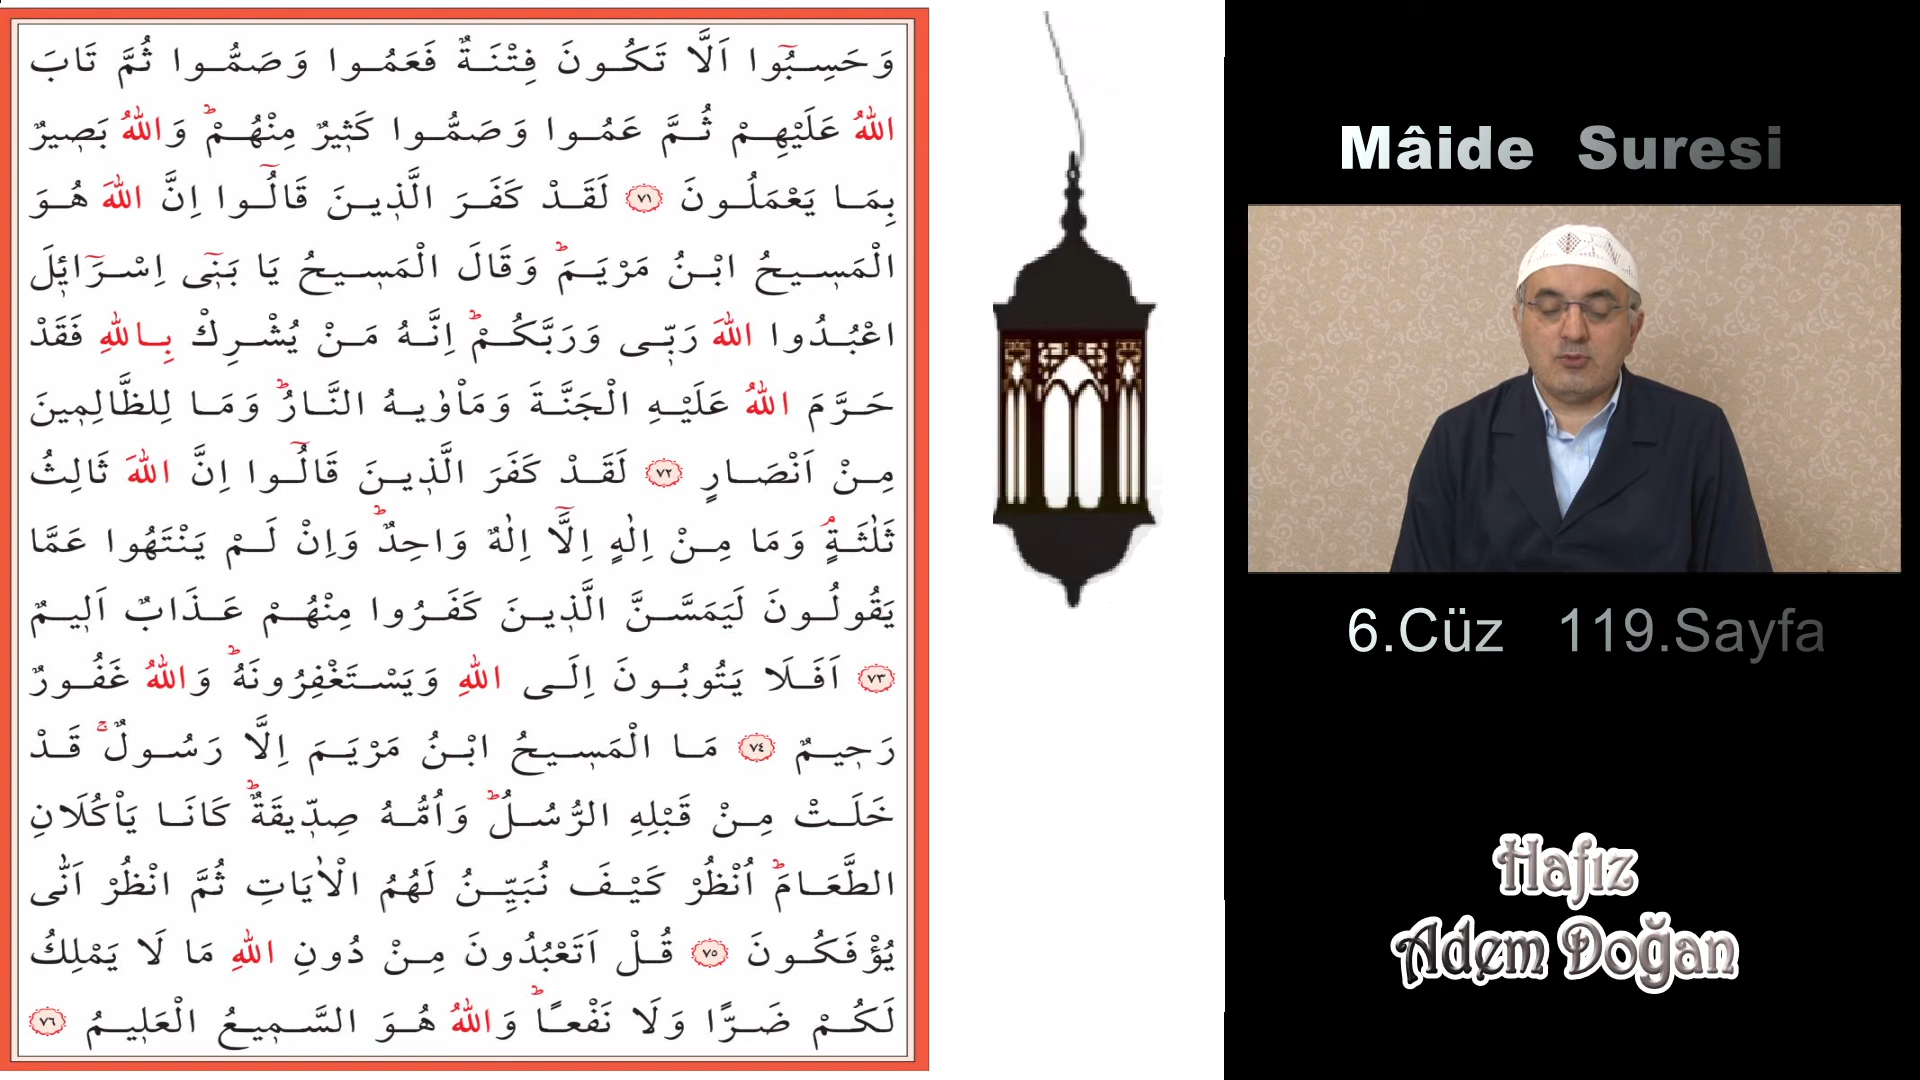 وَحَسِبُٓوا اَلَّا تَكُونَ فِتْنَةٌ فَعَمُوا وَصَمُّوا ثُمَّ تَابَ
اللّٰهُ عَلَيْهِمْ ثُمَّ عَمُوا وَصَمُّوا كَثٖيرٌ مِنْهُمْؕ وَاللّٰهُ بَصٖيرٌ
بِمَا يَعْمَلُونَ ﴿٧١﴾ لَقَدْ كَفَرَ الَّذٖينَ قَالُٓوا اِنَّ اللّٰهَ هُوَ
الْمَسٖيحُ ابْنُ مَرْيَمَؕ وَقَالَ الْمَسٖيحُ يَا بَنٖٓى اِسْرَٓائٖلَ
اعْبُدُوا اللّٰهَ رَبّٖى وَرَبَّكُمْؕ اِنَّهُ مَنْ يُشْرِكْ بِاللّٰهِ فَقَدْ
حَرَّمَ اللّٰهُ عَلَيْهِ الْجَنَّةَ وَمَأْوٰيهُ النَّارُؕ وَمَا لِلظَّالِمٖينَ
مِنْ اَنْصَارٍ ﴿٧٢﴾ لَقَدْ كَفَرَ الَّذٖينَ قَالُٓوا اِنَّ اللّٰهَ ثَالِثُ
ثَلٰثَةٍۘ وَمَا مِنْ اِلٰهٍ اِلَّٓا اِلٰهٌ وَاحِدٌؕ وَاِنْ لَمْ يَنْتَهُوا عَمَّا
يَقُولُونَ لَيَمَسَّنَّ الَّذٖينَ كَفَرُوا مِنْهُمْ عَذَابٌ اَلٖيمٌ
﴿٧٣﴾ اَفَلَا يَتُوبُونَ اِلَى اللّٰهِ وَيَسْتَغْفِرُونَهُؕ وَاللّٰهُ غَفُورٌ
رَحٖيمٌ ﴿٧٤﴾ مَا الْمَسٖيحُ ابْنُ مَرْيَمَ اِلَّا رَسُولٌۚ قَدْ
خَلَتْ مِنْ قَبْلِهِ الرُّسُلُؕ وَاُمُّهُ صِدّٖيقَةٌؕ كَانَا يَأْكُلَانِ
الطَّعَامَؕ اُنْظُرْ كَيْفَ نُبَيِّنُ لَهُمُ الْاٰيَاتِ ثُمَّ انْظُرْ اَنّٰى
يُؤْفَكُونَ ﴿٧٥﴾ قُلْ اَتَعْبُدُونَ مِنْ دُونِ اللّٰهِ مَا لَا يَمْلِكُ
لَكُمْ ضَرًّا وَلَا نَفْعًاؕ وَاللّٰهُ هُوَ السَّمٖيعُ الْعَلٖيمُ ﴿٧٦﴾
Mâide Suresi
6.Cüz 119.Sayfa
Hafız
Adem Doğan